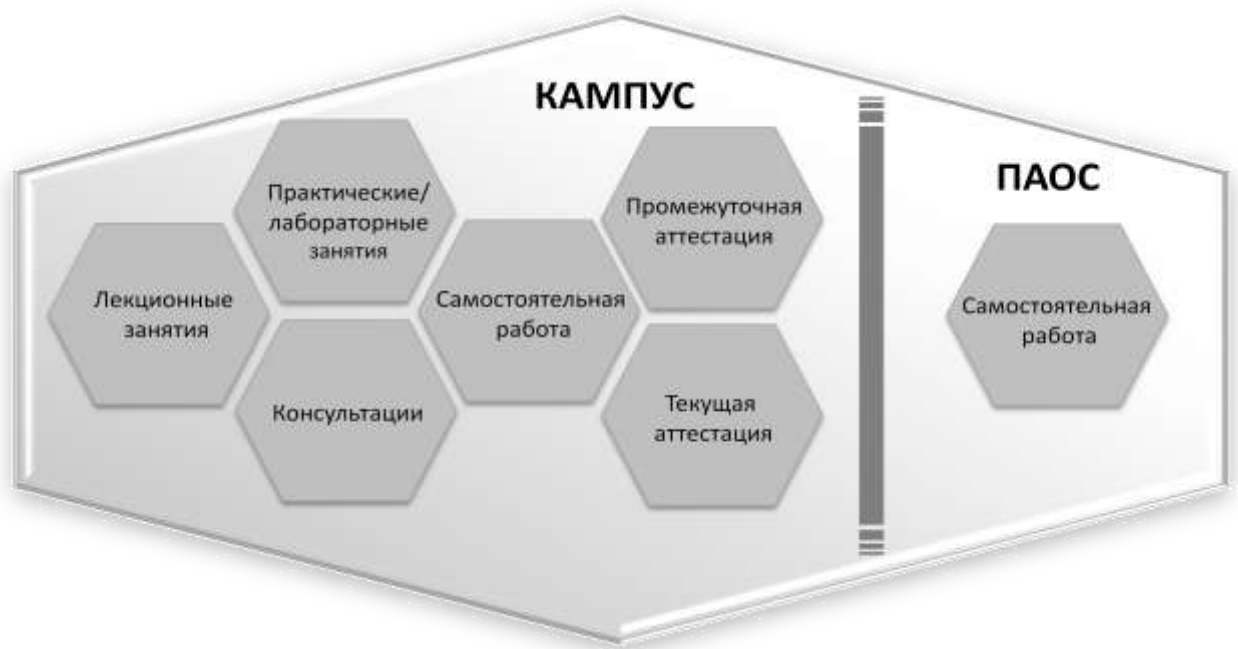 КАМПУС
Лекционные
занятия
Практические/
лабораторные
занятия
Консультации
Самостоятельная
работа
Промежуточная
аттестация
Текущая
аттестация
ПАОС
Самостоятельная
работа